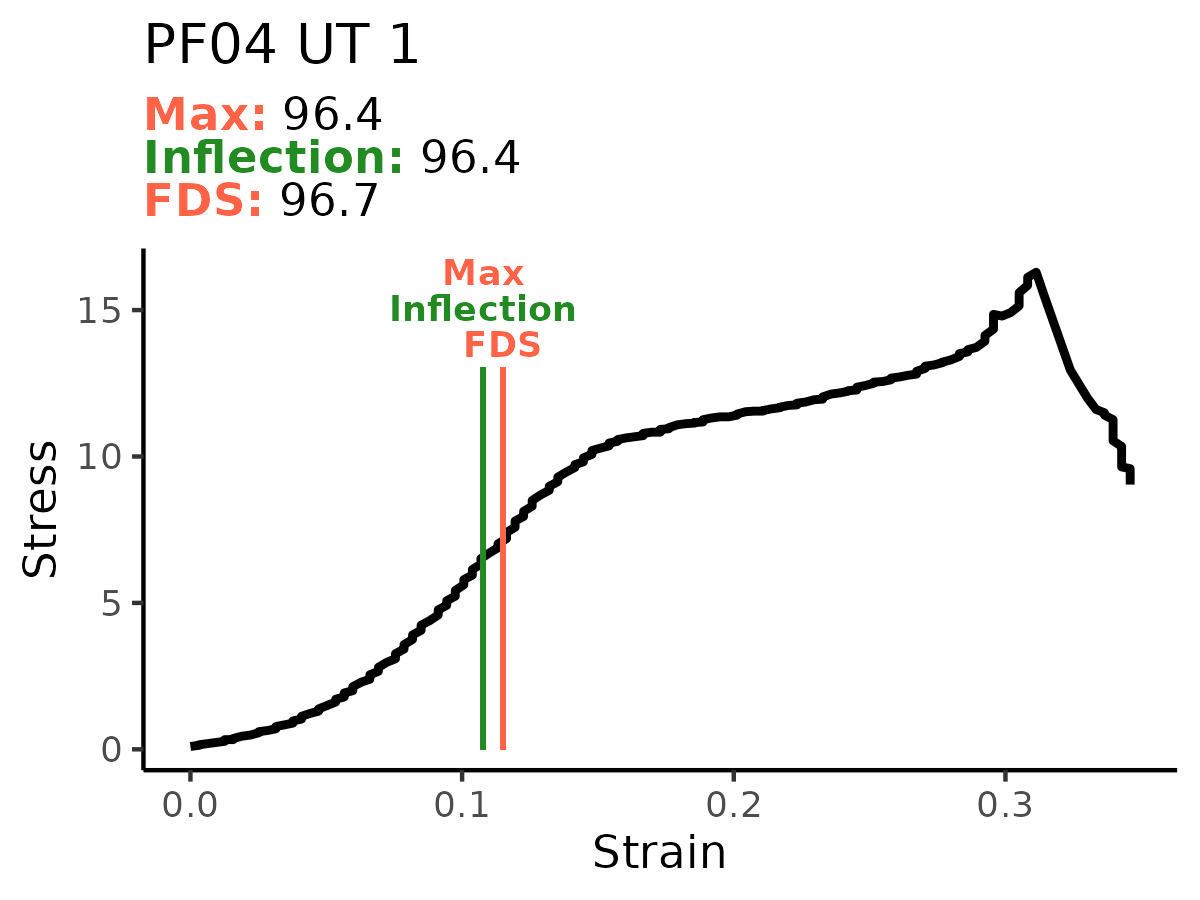 PF04 UT 1
Max: 96.4
Inflection: 96.4
FDS: 96.7
Max
Inflection
FDS
15
10
5
0
Stress
0.0 0.1 0.2 0.3
Strain